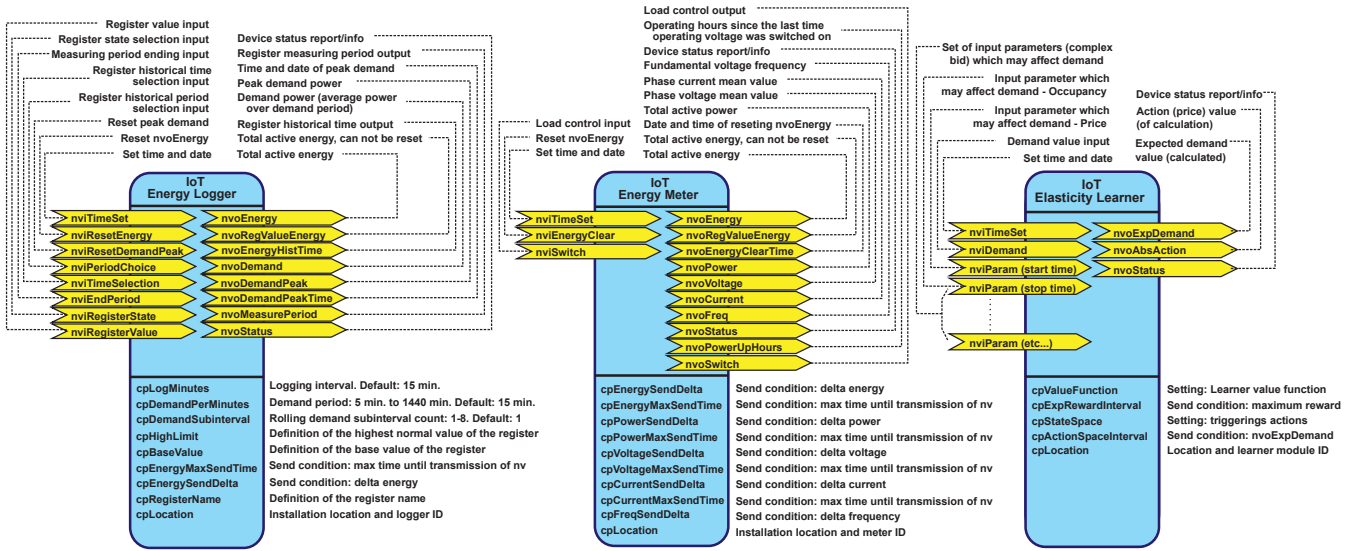 Register value input
Register state selection input
Measuring period ending input
Register historical time
selection input
Register historical period
selection input
Reset peak demand
Reset nvoEnergy
Set time and date
Device status report/info
Register measuring period output
Time and date of peak demand
Peak demand power
Demand power (average power
over demand period)
Register historical time output
Total active energy, can not be reset
Total active energy
IoT
Energy Logger
nviTimeSet
nviResetEnergy
nviResetDemandPeak
nviPeriodChoice
nviTimeSelection
nviEndPeriod
nviRegisterState
nviRegisterValue
nvoEnergy
nvoRegValueEnergy
nvoEnergyHistTime
nvoDemand
nvoDemandPeak
nvoDemandPeakTime
nvoMeasurePeriod
nvoStatus
cpLogMinutes Logging interval. Default: 15 min.
cpDemandPerMinutes Demand period: 5 min. to 1440 min. Default: 15 min.
cpDemandSubinterval Rolling demand subinterval count: 1-8. Default: 1
cpHighLimit Definition of the highest normal value of the register
cpBaseValue Definition of the base value of the register
cpEnergyMaxSendTime Send condition: max time until transmission of nv
cpEnergySendDelta Send condition: delta energy
cpRegisterName Definition of the register name
cpLocation Installation location and logger ID
Load control input
Reset nvoEnergy
Set time and date
Load control output
Operating hours since the last time
operating voltage was switched on
Device status report/info
Fundamental voltage frequency
Phase current mean value
Phase voltage mean value
Total active power
Date and time of reseting nvoEnergy
Total active energy, can not be reset
Total active energy
IoT
Energy Meter
nviTimeSet
nviEnergyClear
nviSwitch
nvoEnergy
nvoRegValueEnergy
nvoEnergyClearTime
nvoPower
nvoVoltage
nvoCurrent
nvoFreq
nvoStatus
nvoPowerUpHours
nvoSwitch
cpEnergySendDelta Send condition: delta energy
cpEnergyMaxSendTime Send condition: max time until transmission of nv
cpPowerSendDelta Send condition: delta power
cpPowerMaxSendTime Send condition: max time until transmission of nv
cpVoltageSendDelta Send condition: delta voltage
cpVoltageMaxSendTime Send condition: max time until transmission of nv
cpCurrentSendDelta Send condition: delta current
cpCurrentMaxSendTime Send condition: max time until transmission of nv
cpFreqSendDelta Send condition: delta frequency
cpLocation Installation location and meter ID
Set of input parameters (complex
bid) which may affect demand
Input parameter which
may affect demand - Occupancy
Input parameter which
may affect demand - Price
Demand value input
Set time and date
Device status report/info
Action (price) value
(of calculation)
Expected demand
value (calculated)
IoT
Elasticity Learner
nviTimeSet
nviDemand
nviParam (start time)
nviParam (stop time)
nviParam (etc...)
nvoExpDemand
nvoAbsAction
nvoStatus
cpValueFunction Setting: Learner value function
cpExpRewardInterval Send condition: maximum reward
cpStateSpace Setting: triggerings actions
cpActionSpaceInterval Send condition: nvoExpDemand
cpLocation Location and learner module ID